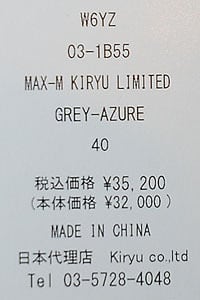 W6YZ
03-1B55
MAX-M KIRYU LIMITED
GREY-AZURE
40
税込価格 ¥35,200
(本体価格 ¥32,000)
MADE IN CHINA
日本代理店 Kiryu co.,ltd
Tel 03-5728-4048